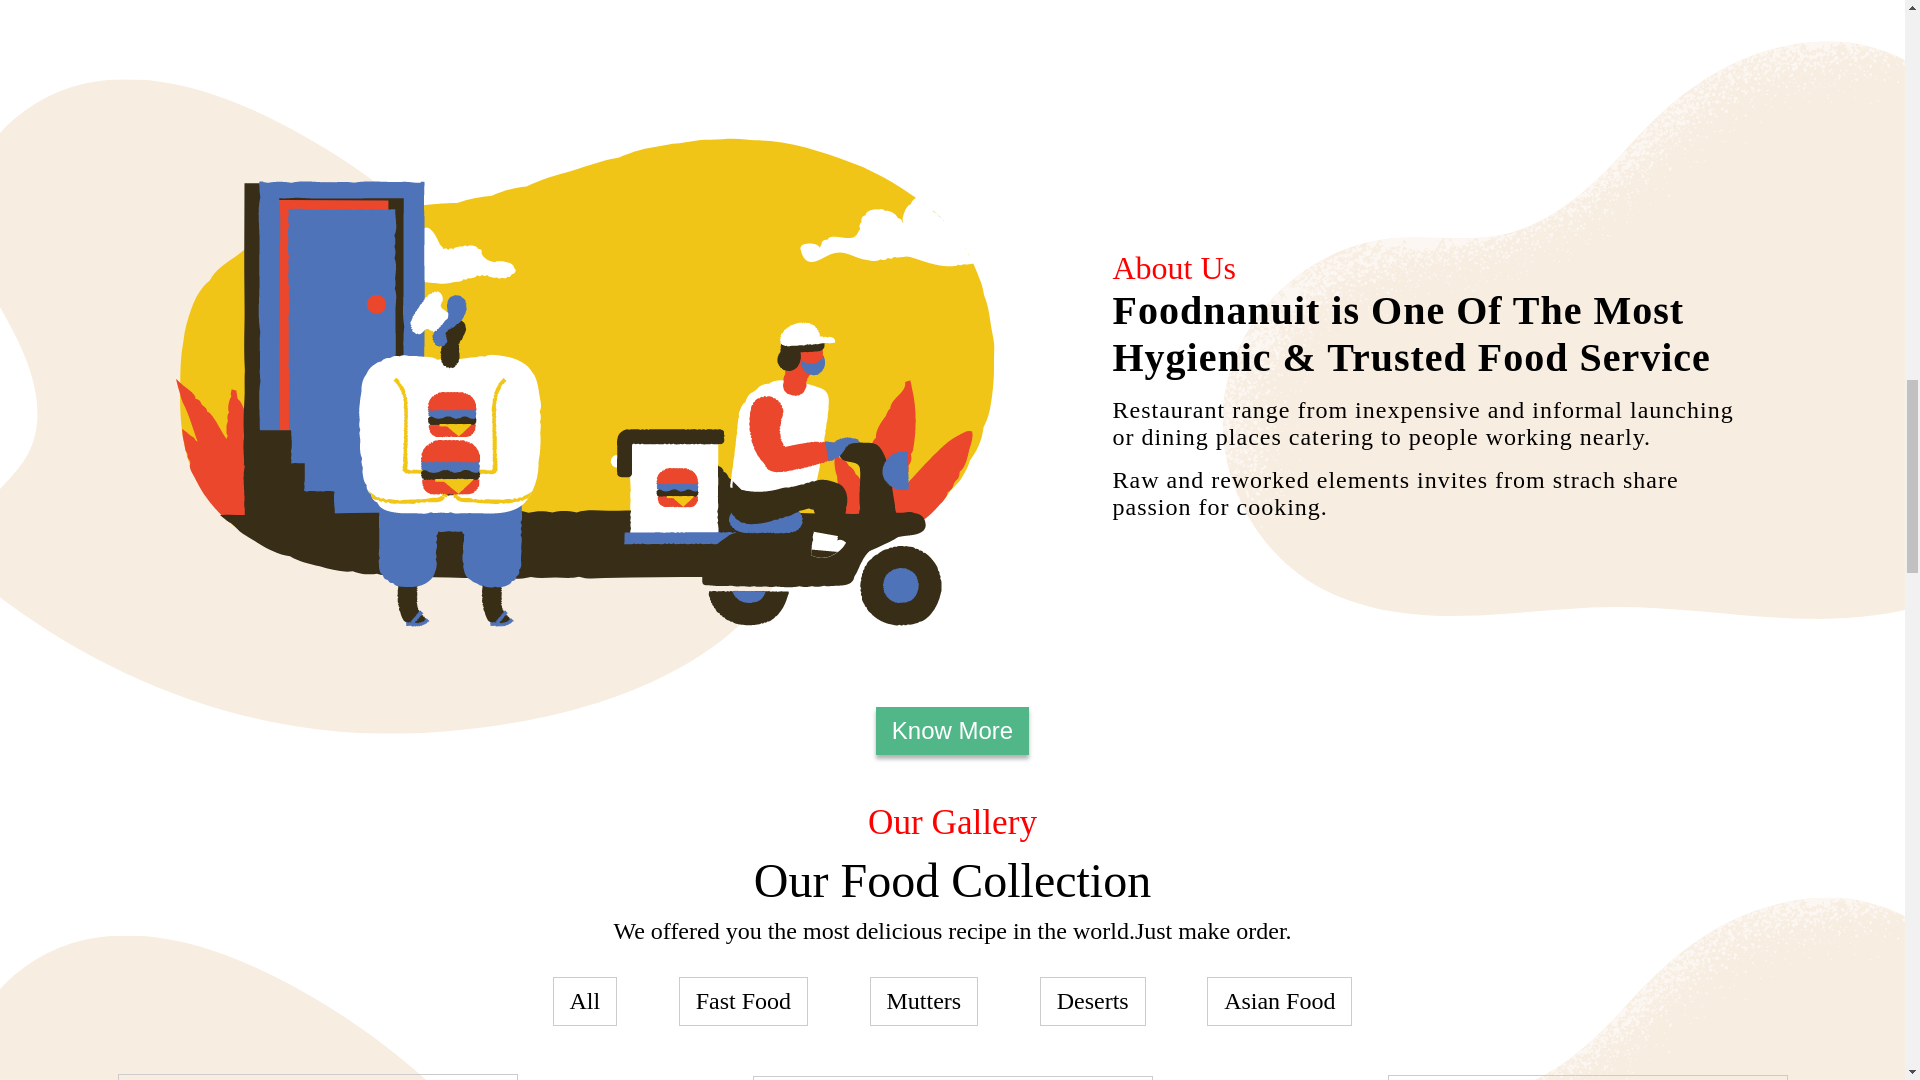 About Us
Foodnanuit is One Of The Most
Hygienic & Trusted Food Service
Restaurant range from inexpensive and informal launching
or dining places catering to people working nearly.
Raw and reworked elements invites from strach share
passion for cooking.
Know More
Our Gallery
Our Food Collection
We offered you the most delicious recipe in the world.Just make order.
All
Fast Food
Mutters
Deserts
Asian Food